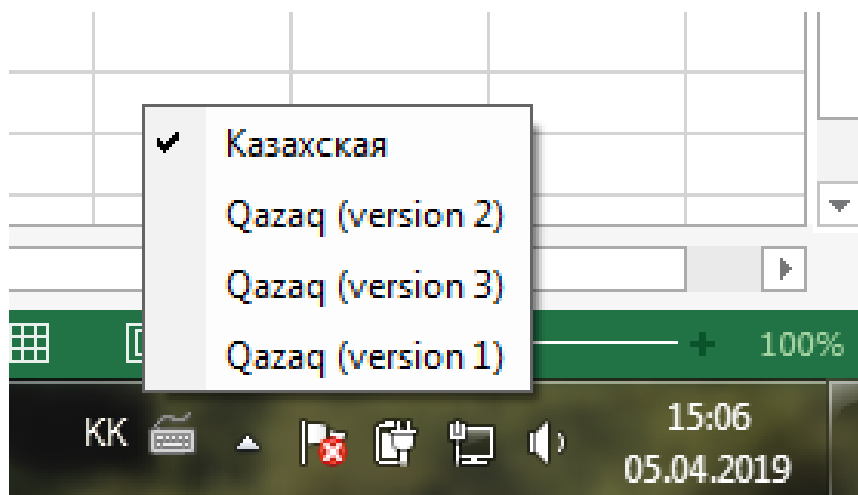 Казахская
Qazaq (version 2)
Qazaq (version 3)
Qazaq (version 1)
100%
KK
15:06
05.04.2019